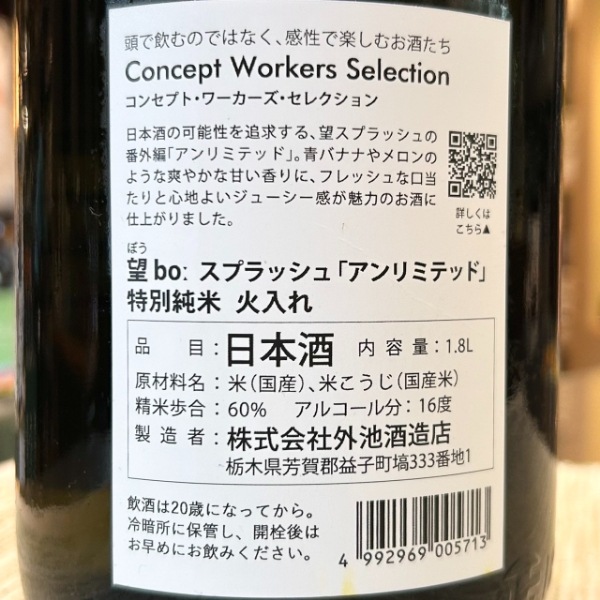 頭で飲むのではなく、感性で楽しむお酒たち
Concept Workers Selection
コンセプト・ワーカーズ・セレクション
日本酒の可能性を追求する、望スプラッシュの
番外編「アンリミテッド」。青バナナやメロンの
ような爽やかな甘い香りに、フレッシュな口当
たりと心地よいジューシー感が魅力のお酒に
仕上がりました。
詳しくは
こちら▲
ぼう
望 bo: スプラッシュ「アンリミテッド」
特別純米 火入れ
品 目：日本酒 内 容 量：1.8L
原材料名：米（国産）、米こうじ（国産米）
精米歩合：60% アルコール分：16度
製 造 者：株式会社外池酒造店
栃木県芳賀郡益子町塙333番地1
飲酒は20歳になってから。
冷暗所に保管し、開栓後は
お早めにお飲みください。
4 992969 005713